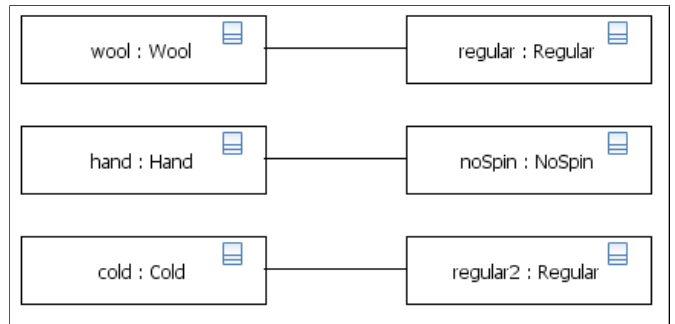 wool : Wool
regular : Regular
hand : Hand
noSpin : NoSpin
cold : Cold
regular2 : Regular